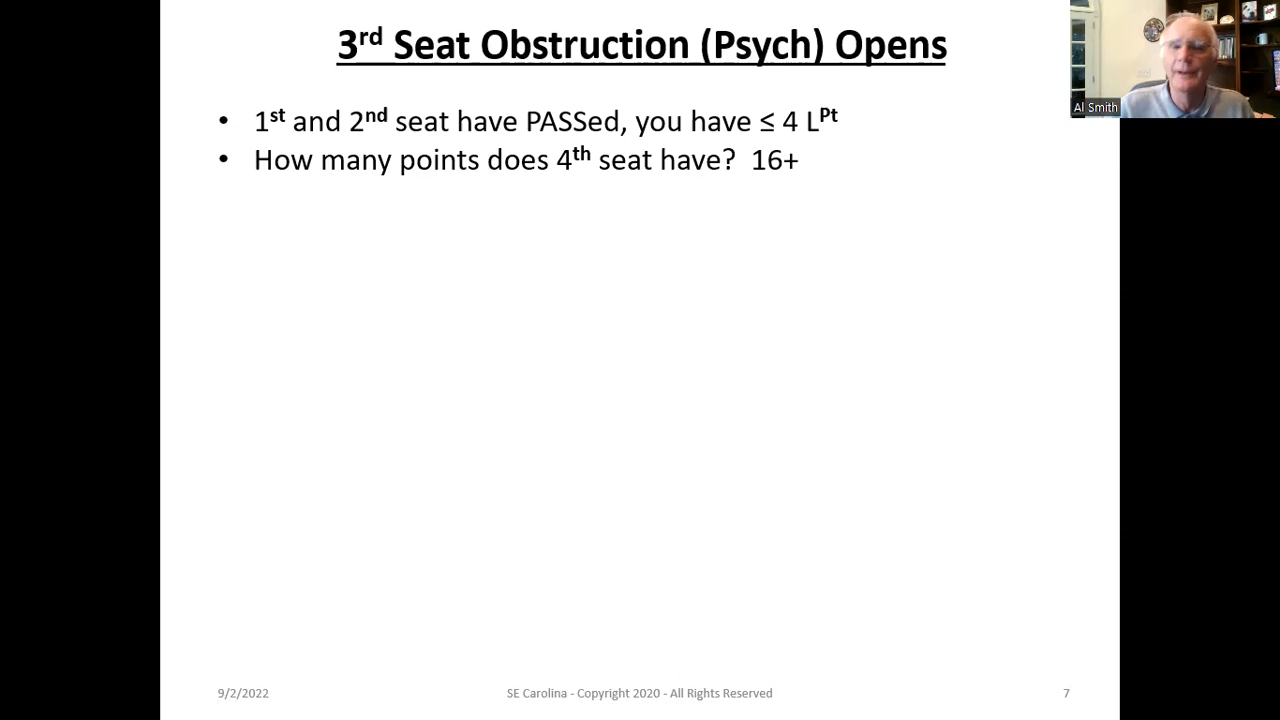 3rd Seat Obstruction (Psych) Opens
Al Smith
• 1st and 2nd seat have PASSed, you have ≤ 4 LPt
• How many points does 4th seat have? 16+
9/2/2022
SE Carolina - Copyright 2020 - All Rights Reserved
7